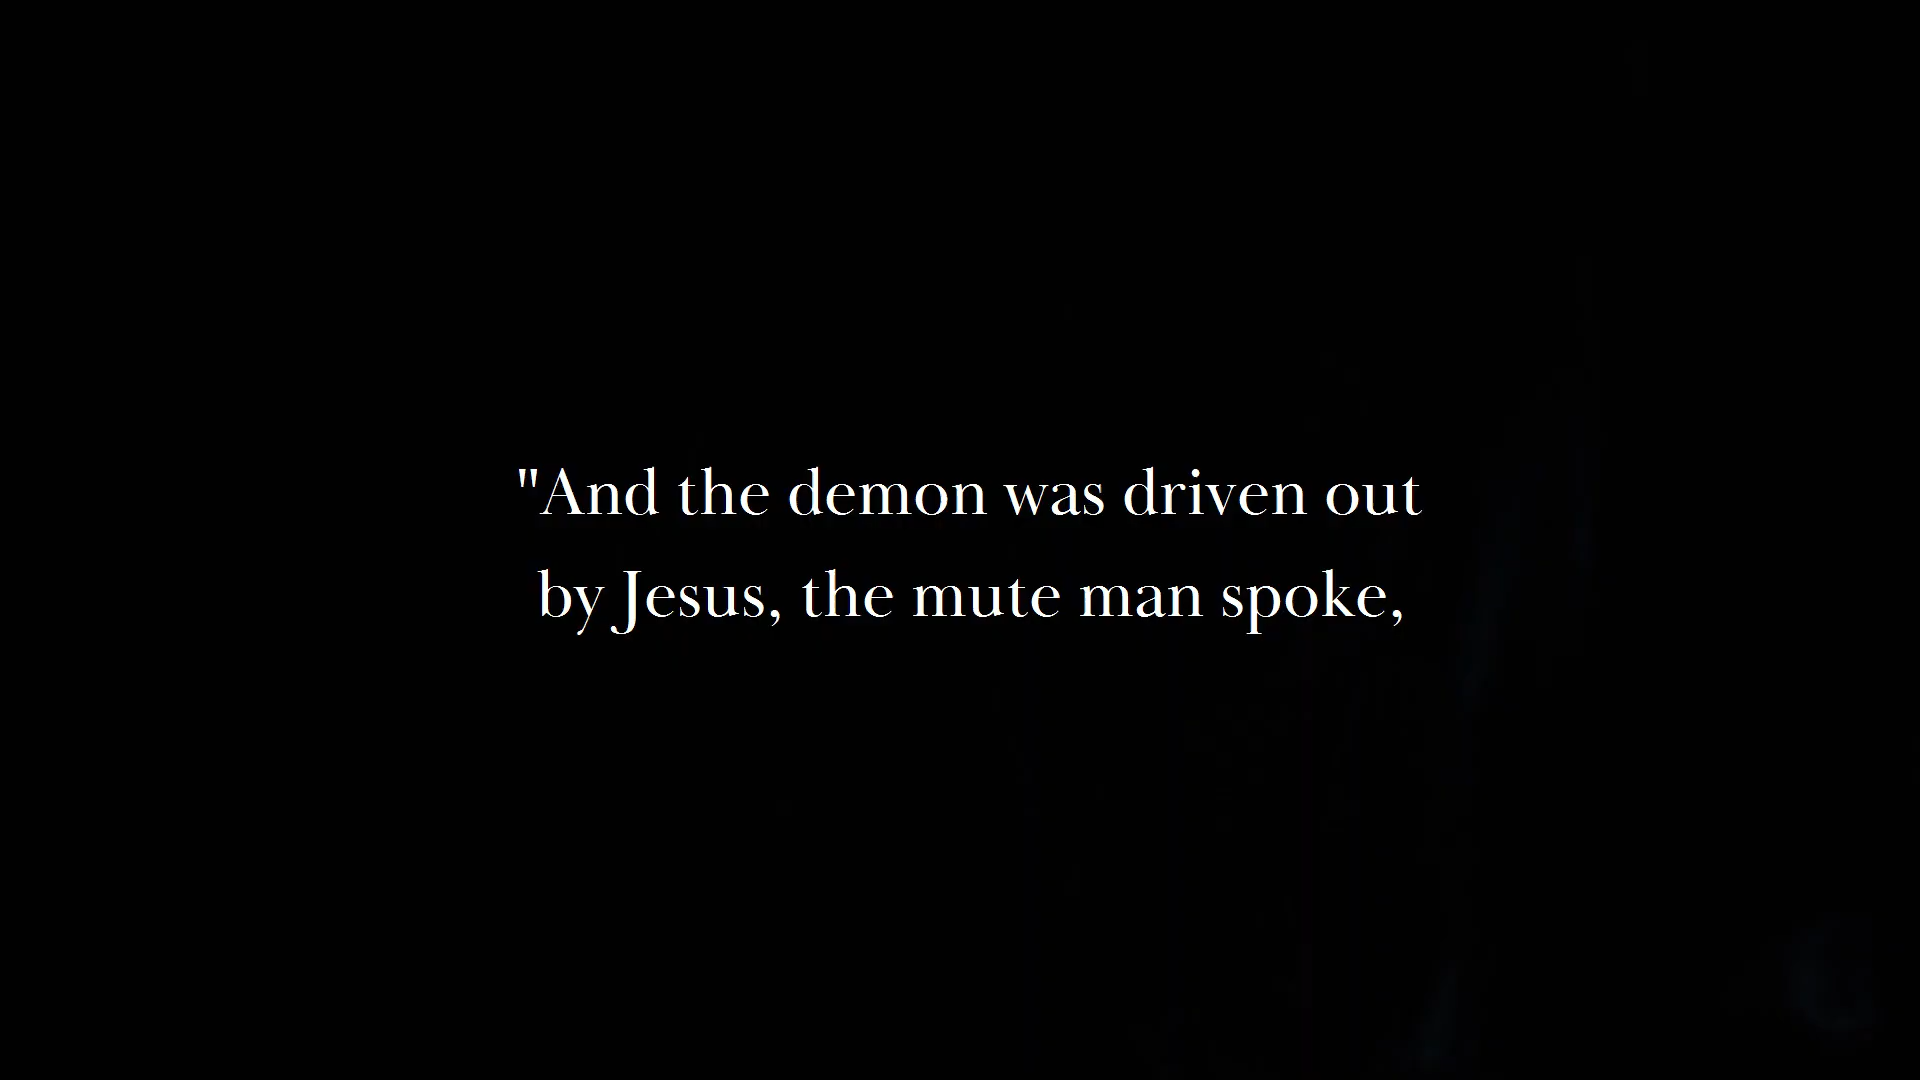 "And the demon was driven out
by Jesus, the mute man spoke,